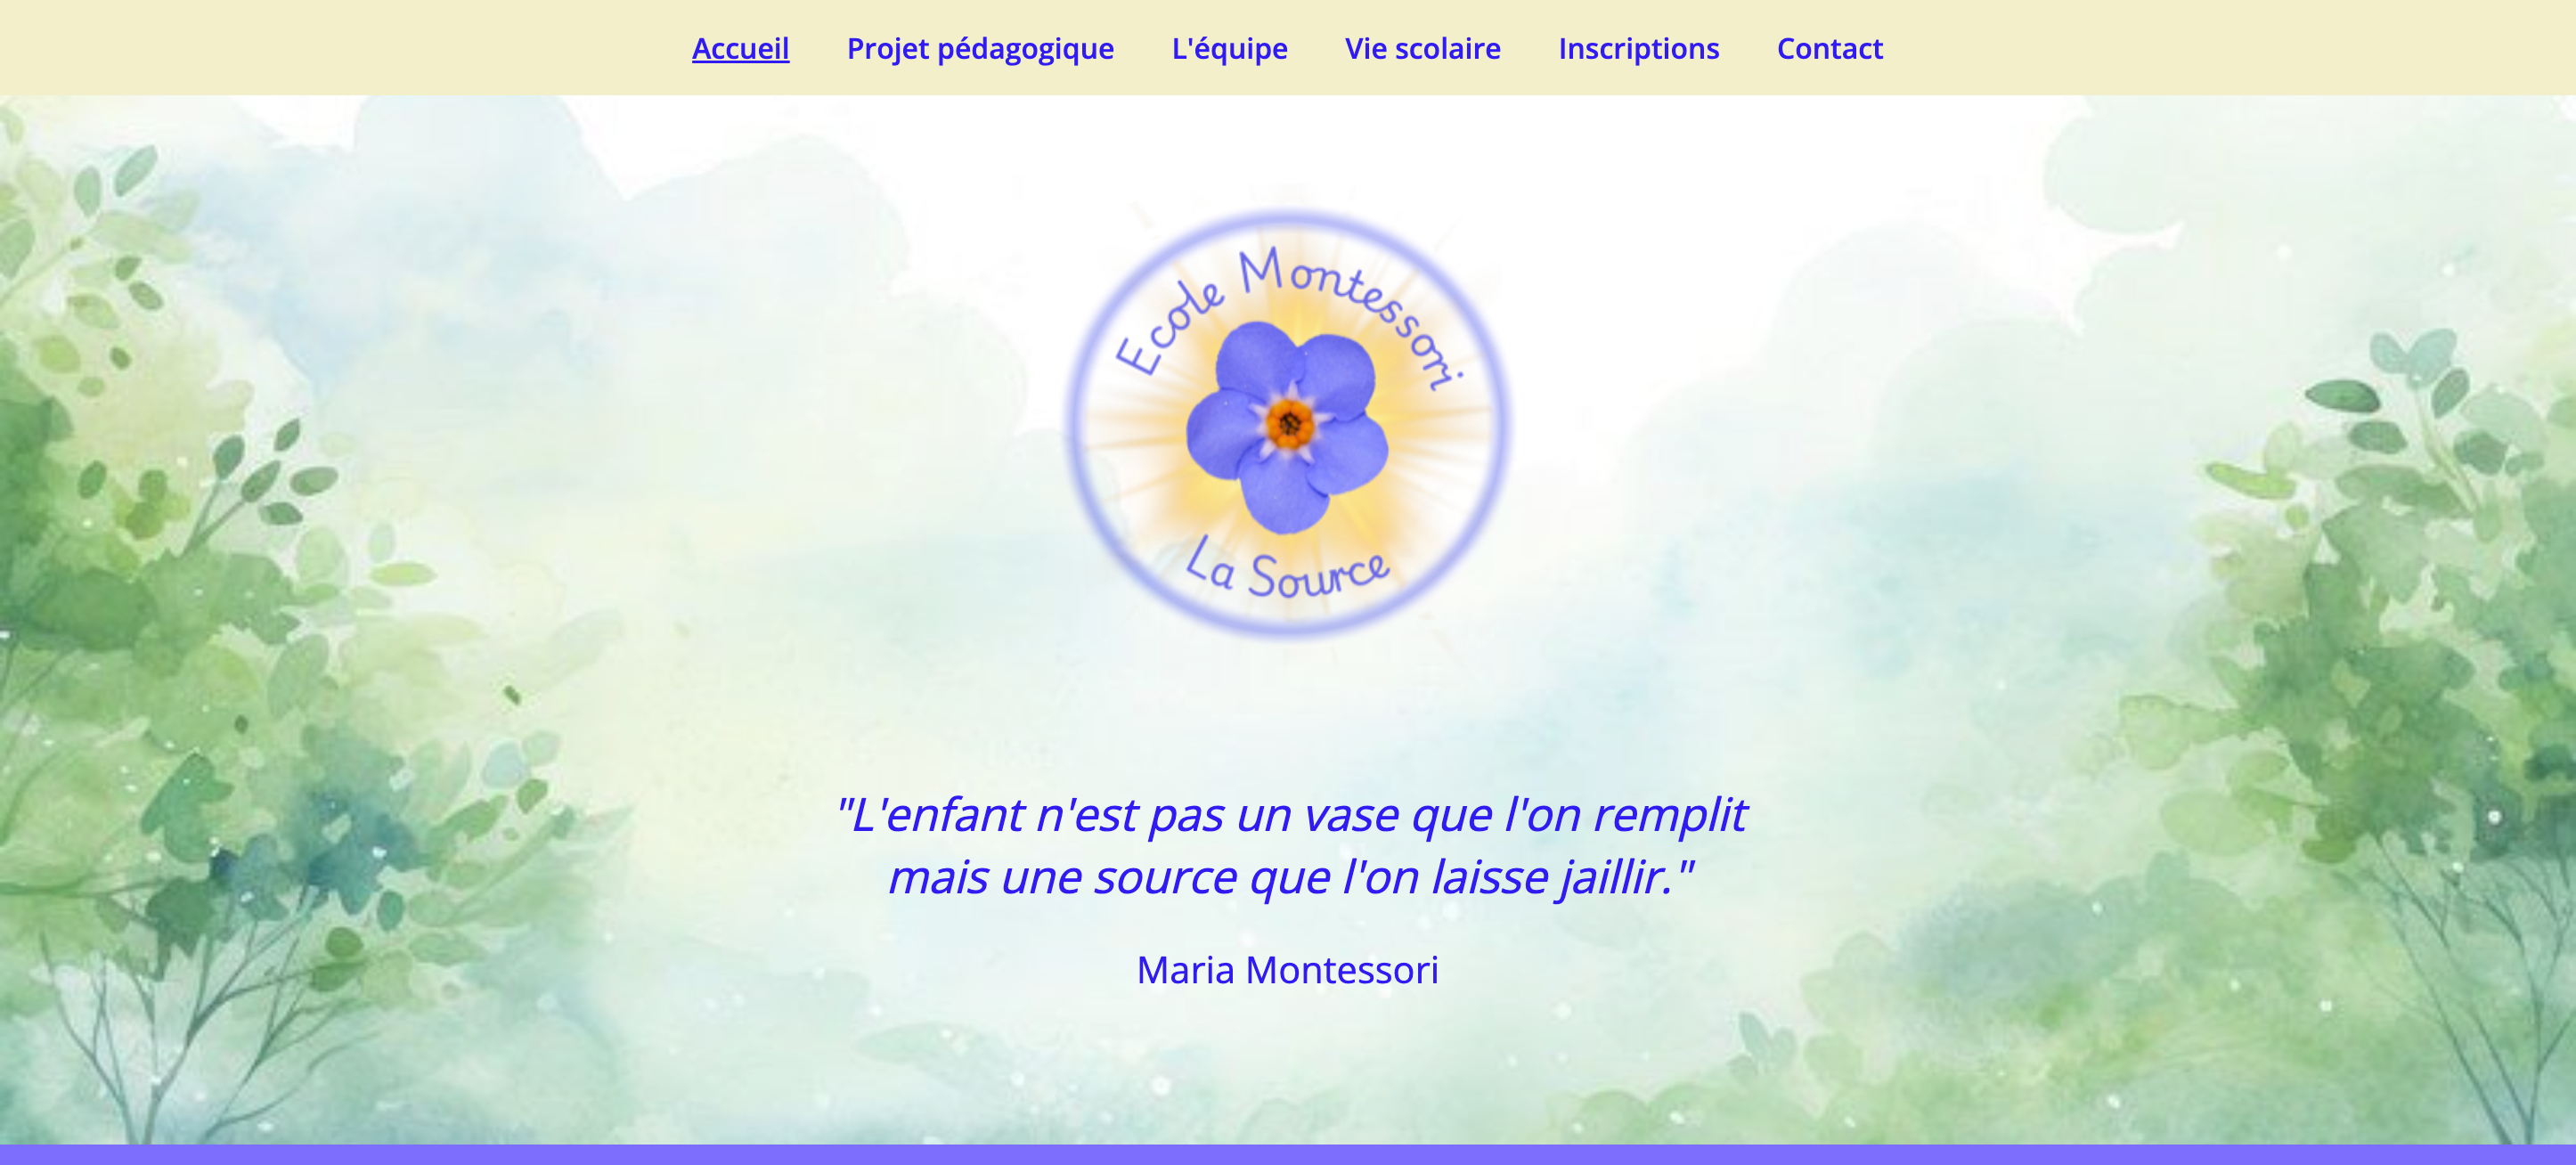 Accueil Projet pédagogique L'équipe Vie scolaire Inscriptions Contact
Ecole Montessori
La Source
"L'enfant n'est pas un vase que l'on remplit
mais une source que l'on laisse jaillir."
Maria Montessori